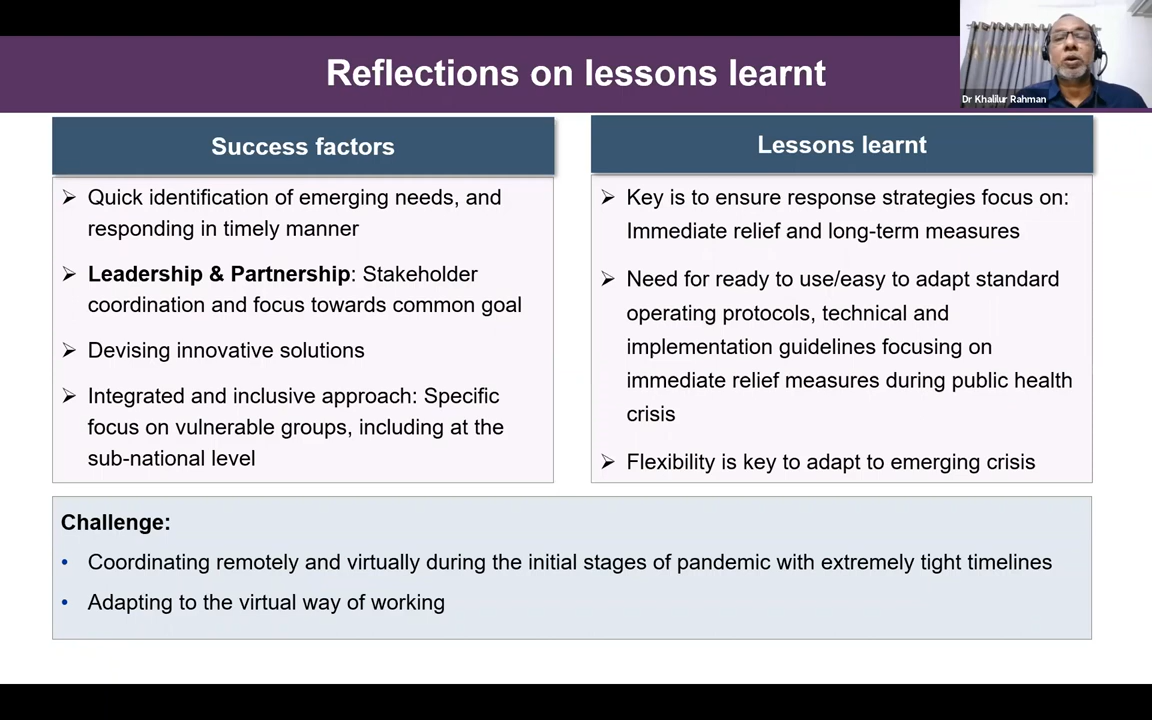 Reflections on lessons learnt
Dr Khalilur Rahman
Success factors
➢ Quick identification of emerging needs, and
responding in timely manner
➢ Leadership & Partnership: Stakeholder
coordination and focus towards common goal
➢ Devising innovative solutions
➢ Integrated and inclusive approach: Specific
focus on vulnerable groups, including at the
sub-national level
Lessons learnt
➢ Key is to ensure response strategies focus on:
Immediate relief and long-term measures
➢ Need for ready to use/easy to adapt standard
operating protocols, technical and
implementation guidelines focusing on
immediate relief measures during public health
crisis
➢ Flexibility is key to adapt to emerging crisis
Challenge:
• Coordinating remotely and virtually during the initial stages of pandemic with extremely tight timelines
• Adapting to the virtual way of working